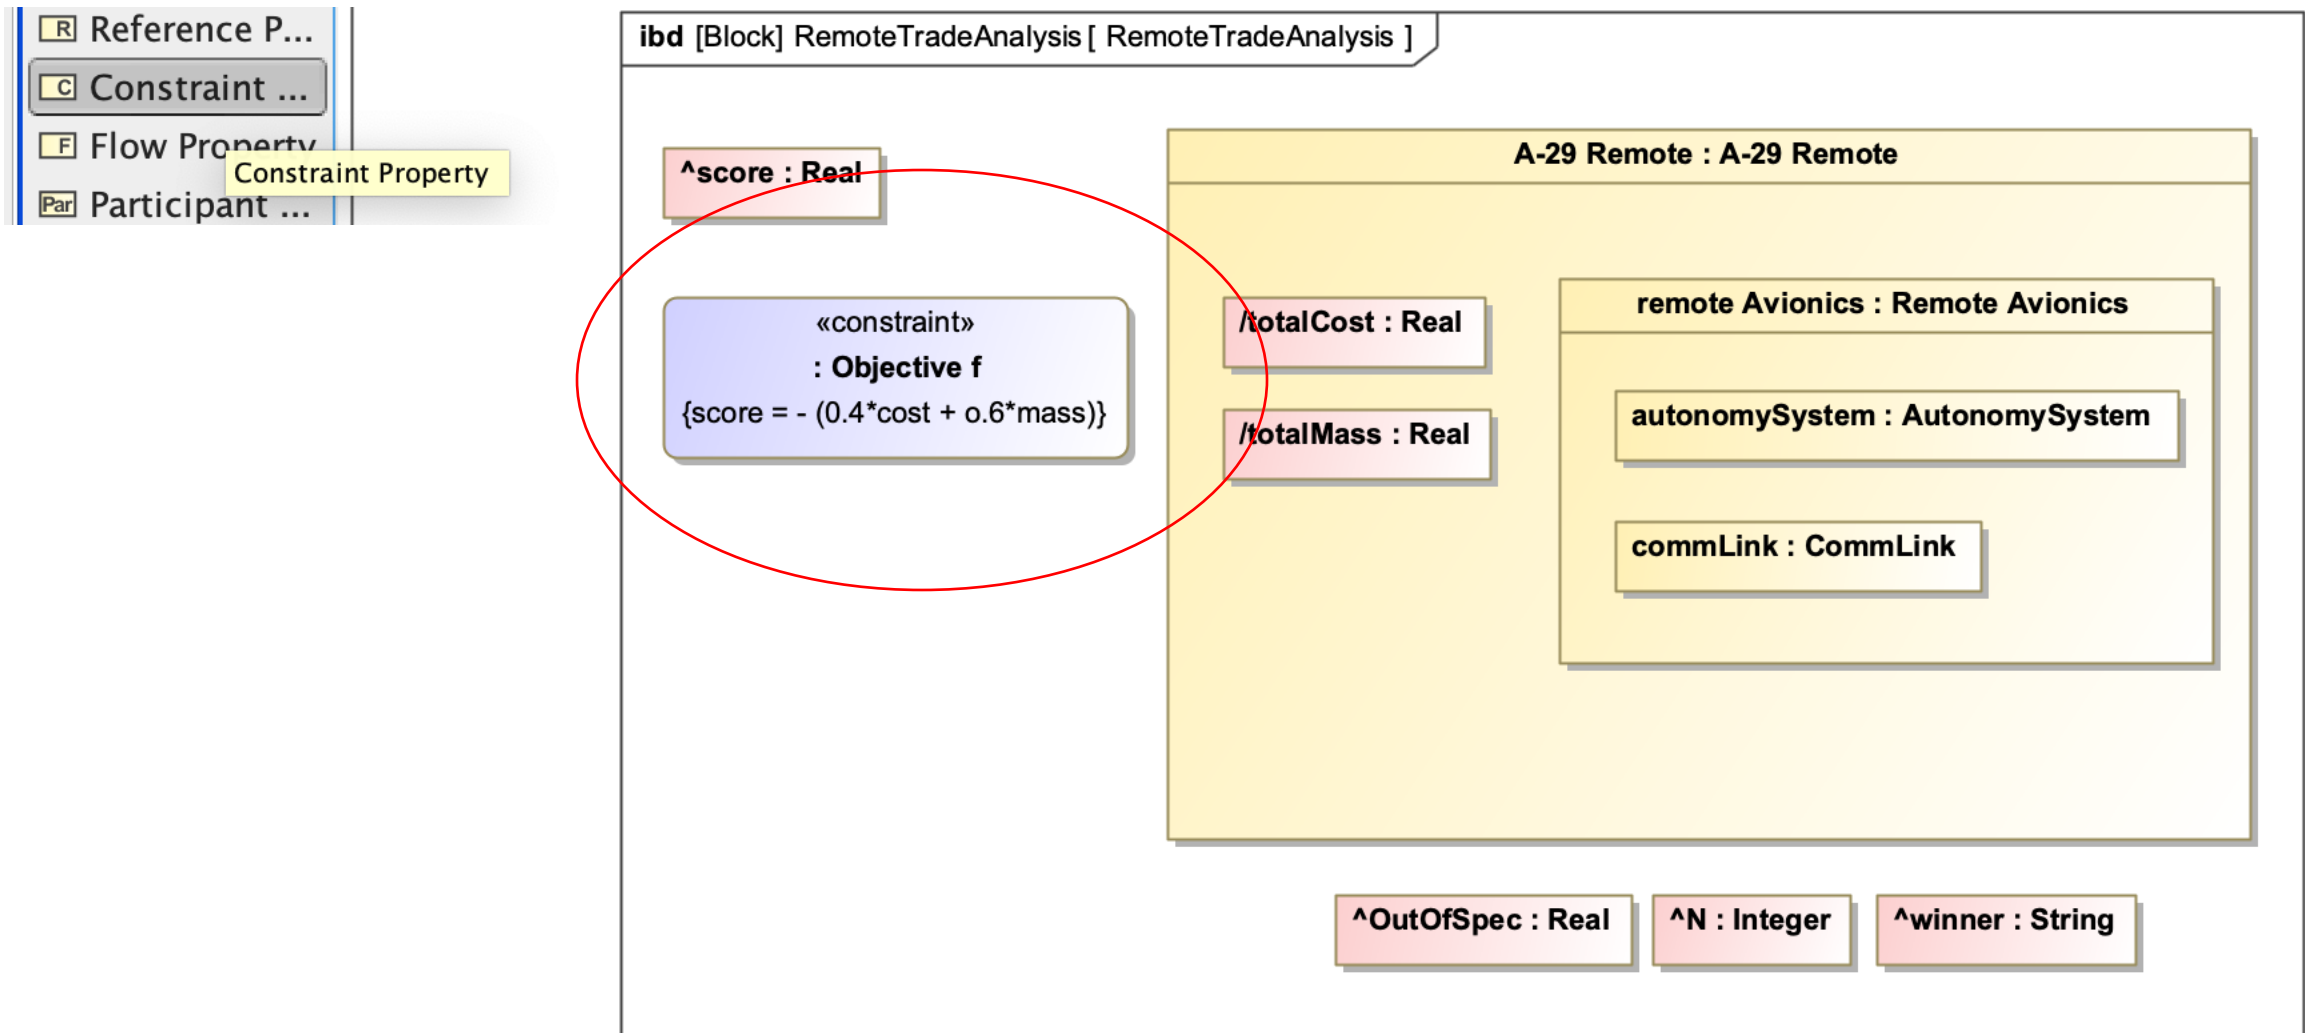 Reference P...
Constraint ...
Flow Property
Constraint Property
Participant ...
R
C
F
Par
ibd [Block] RemoteTradeAnalysis [ RemoteTradeAnalysis ]
^score : Real
«constraint»
: Objective f
{score = - (0.4*cost + o.6*mass)}
A-29 Remote : A-29 Remote
/totalCost : Real
/totalMass : Real
remote Avionics : Remote Avionics
autonomySystem : AutonomySystem
commLink : CommLink
^OutOfSpec : Real
^N : Integer
^winner : String